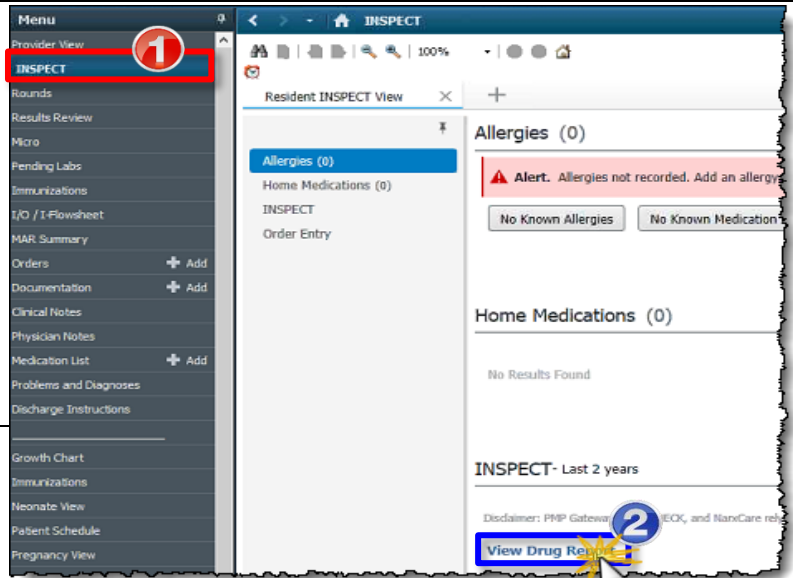 Menu
Provider View
1
INSPECT
Rounds
Results Review
Micro
Pending Labs
Immunizations
I/O / I-Flowsheet
MAR Summary
Orders
Add
Documentation
Add
Clinical Notes
Physician Notes
Medication List
Add
Problems and Diagnoses
Discharge Instructions
Growth Chart
Immunizations
Neonate View
Patient Schedule
Pregnancy View
INSPECT
100%
Resident INSPECT View
Allergies (0)
Home Medications (0)
INSPECT
Order Entry
Allergies (0)
Alert. Allergies not recorded. Add an allergy
No Known Allergies
No Known Medication
Home Medications (0)
No Results Found
INSPECT- Last 2 years
Disclaimer: PMP Gateway, and NarxCare
2
View Drug Report